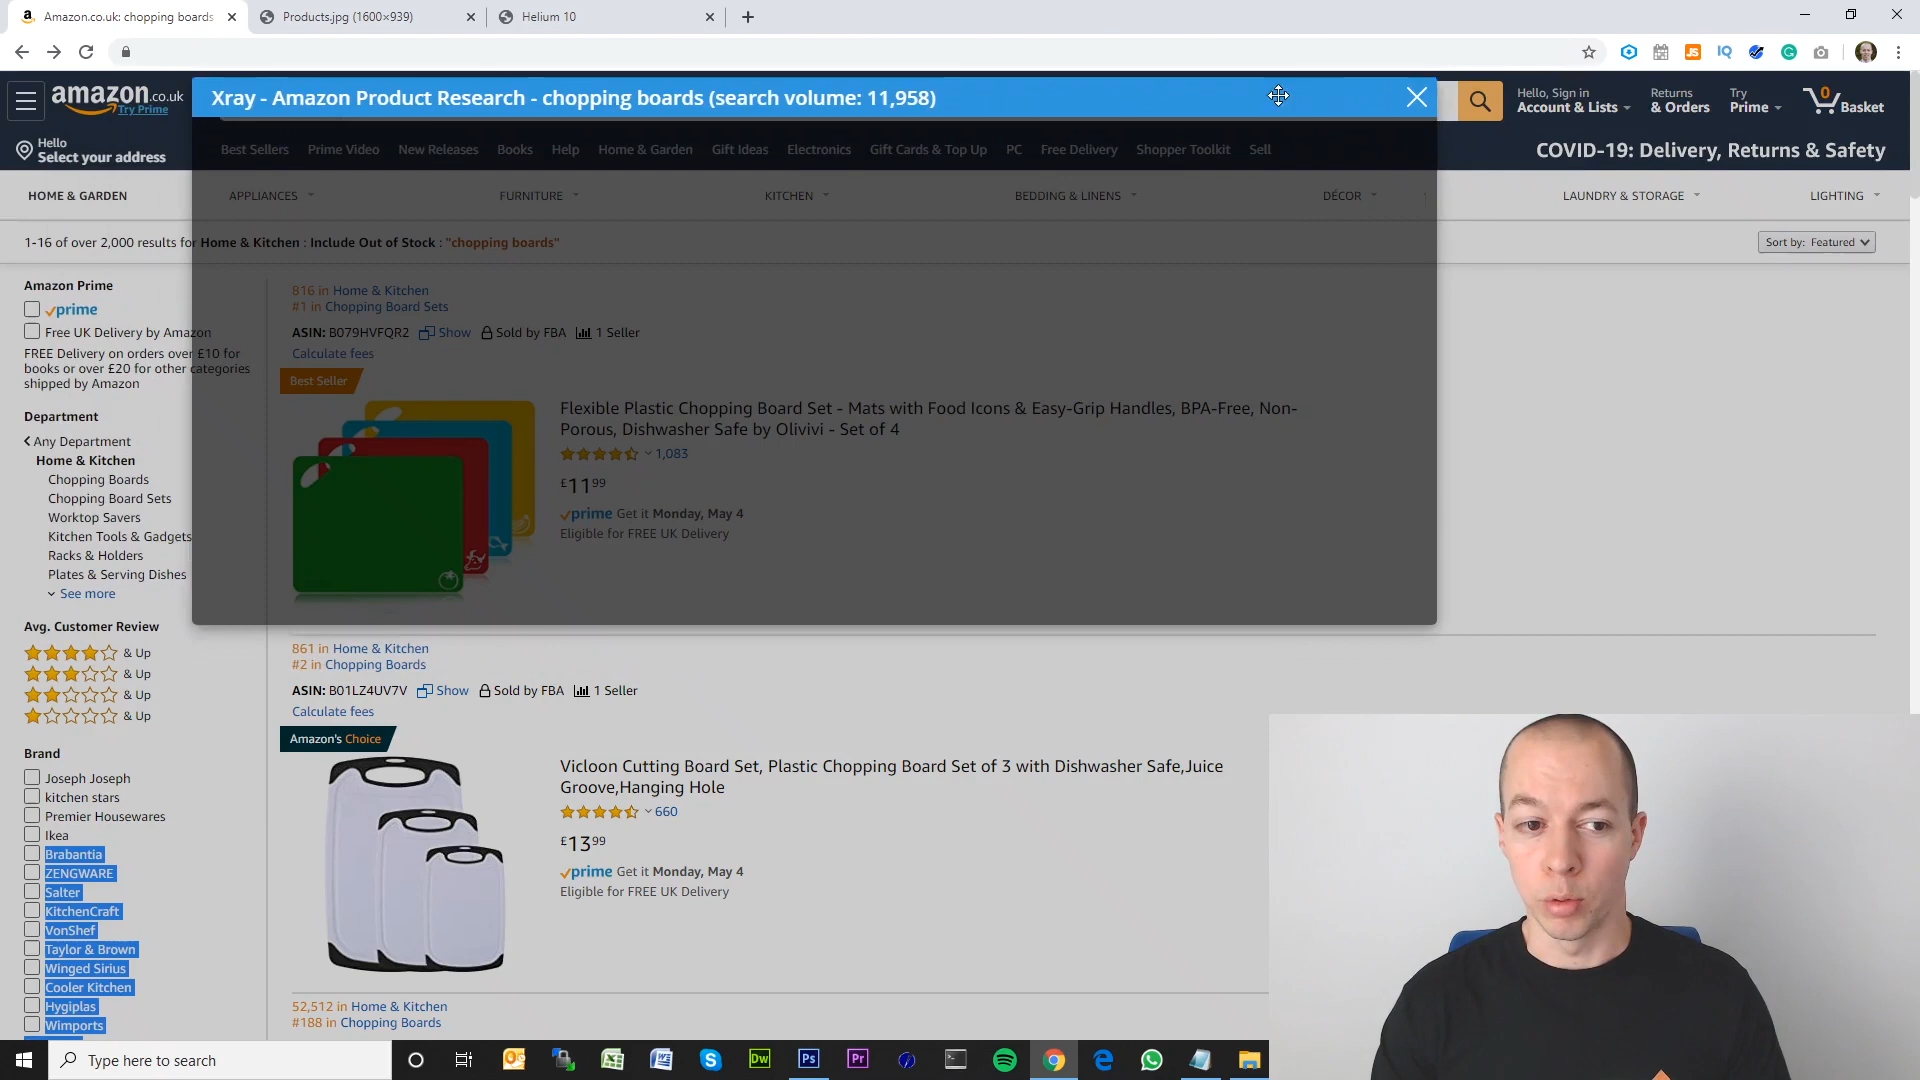 Amazon.co.uk: chopping boards
Products.jpg (1600×939)
Helium 10
amazon.co.uk
Try Prime
Xray - Amazon Product Research - chopping boards (search volume: 11,958)
Hello, Sign in
Account & Lists
Returns
& Orders
Try
Prime
0
Basket
Hello
Select your address
Best Sellers
Prime Video
New Releases
Books
Help
Home & Garden
Gift Ideas
Electronics
Gift Cards & Top Up
PC
Free Delivery
Shopper Toolkit
Sell
COVID-19: Delivery, Returns & Safety
HOME & GARDEN
APPLIANCES
FURNITURE
KITCHEN
BEDDING & LINENS
DÉCOR
LAUNDRY & STORAGE
LIGHTING
1-16 of over 2,000 results for Home & Kitchen : Include Out of Stock : "chopping boards"
Sort by: Featured
Amazon Prime
prime
Free UK Delivery by Amazon
FREE Delivery on orders over £10 for
books or over £20 for other categories
shipped by Amazon
Department
Any Department
Home & Kitchen
Chopping Boards
Chopping Board Sets
Worktop Savers
Kitchen Tools & Gadgets
Racks & Holders
Plates & Serving Dishes
See more
Avg. Customer Review
& Up
& Up
& Up
& Up
Brand
Joseph Joseph
kitchen stars
Premier Housewares
Ikea
Brabantia
ZENGWARE
Salter
KitchenCraft
VonShef
Taylor & Brown
Winged Sirius
Cooler Kitchen
Hygiplas
Wimports
816 in Home & Kitchen
#1 in Chopping Board Sets
ASIN: B079HVFQR2 Show Sold by FBA 1 Seller
Calculate fees
Best Seller
Flexible Plastic Chopping Board Set - Mats with Food Icons & Easy-Grip Handles, BPA-Free, Non-
Porous, Dishwasher Safe by Olivivi - Set of 4
1,083
£11.99
prime Get it Monday, May 4
Eligible for FREE UK Delivery
861 in Home & Kitchen
#2 in Chopping Boards
ASIN: B01LZ4UV7V Show Sold by FBA 1 Seller
Calculate fees
Amazon's Choice
Vicloon Cutting Board Set, Plastic Chopping Board Set of 3 with Dishwasher Safe,Juice
Groove,Hanging Hole
660
£13.99
prime Get it Monday, May 4
Eligible for FREE UK Delivery
52,512 in Home & Kitchen
#188 in Chopping Boards
Type here to search